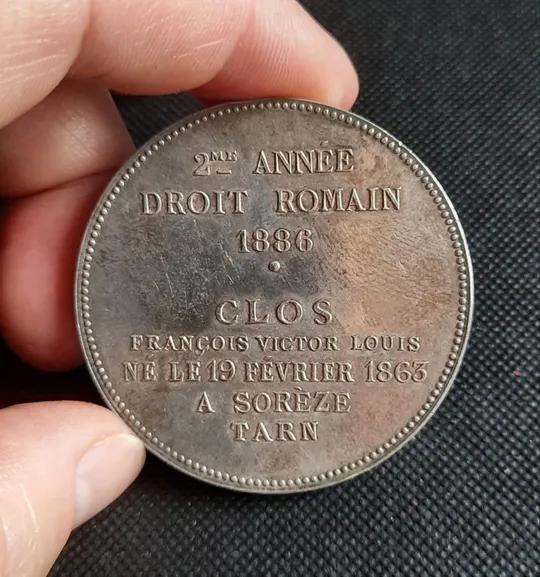 2ME ANNÉE
DROIT ROMAIN
1886
CLOS
FRANÇOIS VICTOR LOUIS
NÉ LE 19 FÉVRIER 1863
A SORÈZE
TARN